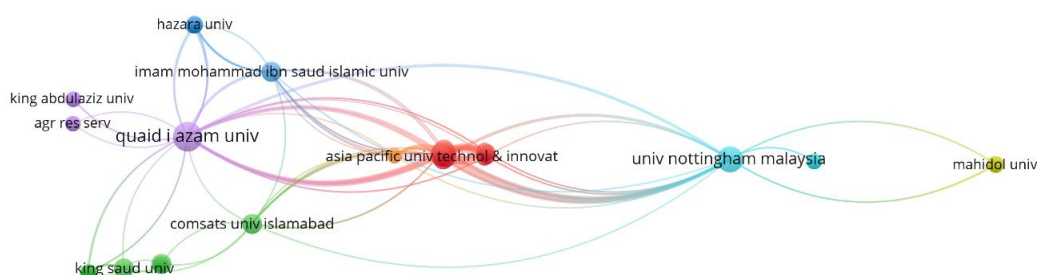 hazara univ
imam mohammad ibn saud islamic univ
king abdulaziz univ
agr res serv
quaid i azam univ
asia pacific univ technol & innovat
univ nottingham malaysia
mahidol univ
comsats univ islamabad
king saud univ